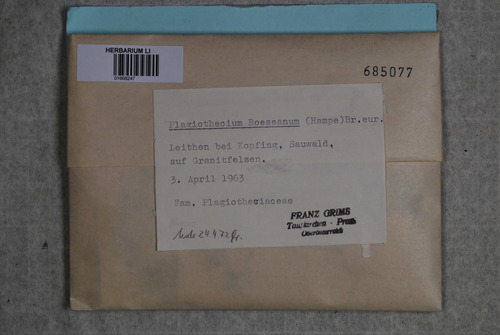 HERBARIUM LI
01668247
685077
Plagiothecium Roeseanum (Hampe)Br.eur.
Leithen bei Kopfing, Sauwald,
auf Granitfelsen.
3. April 1963
Fam. Plagiotheciaceae
FRANZ GRIMS
Taufkirchen - Pram
Oberösterreich